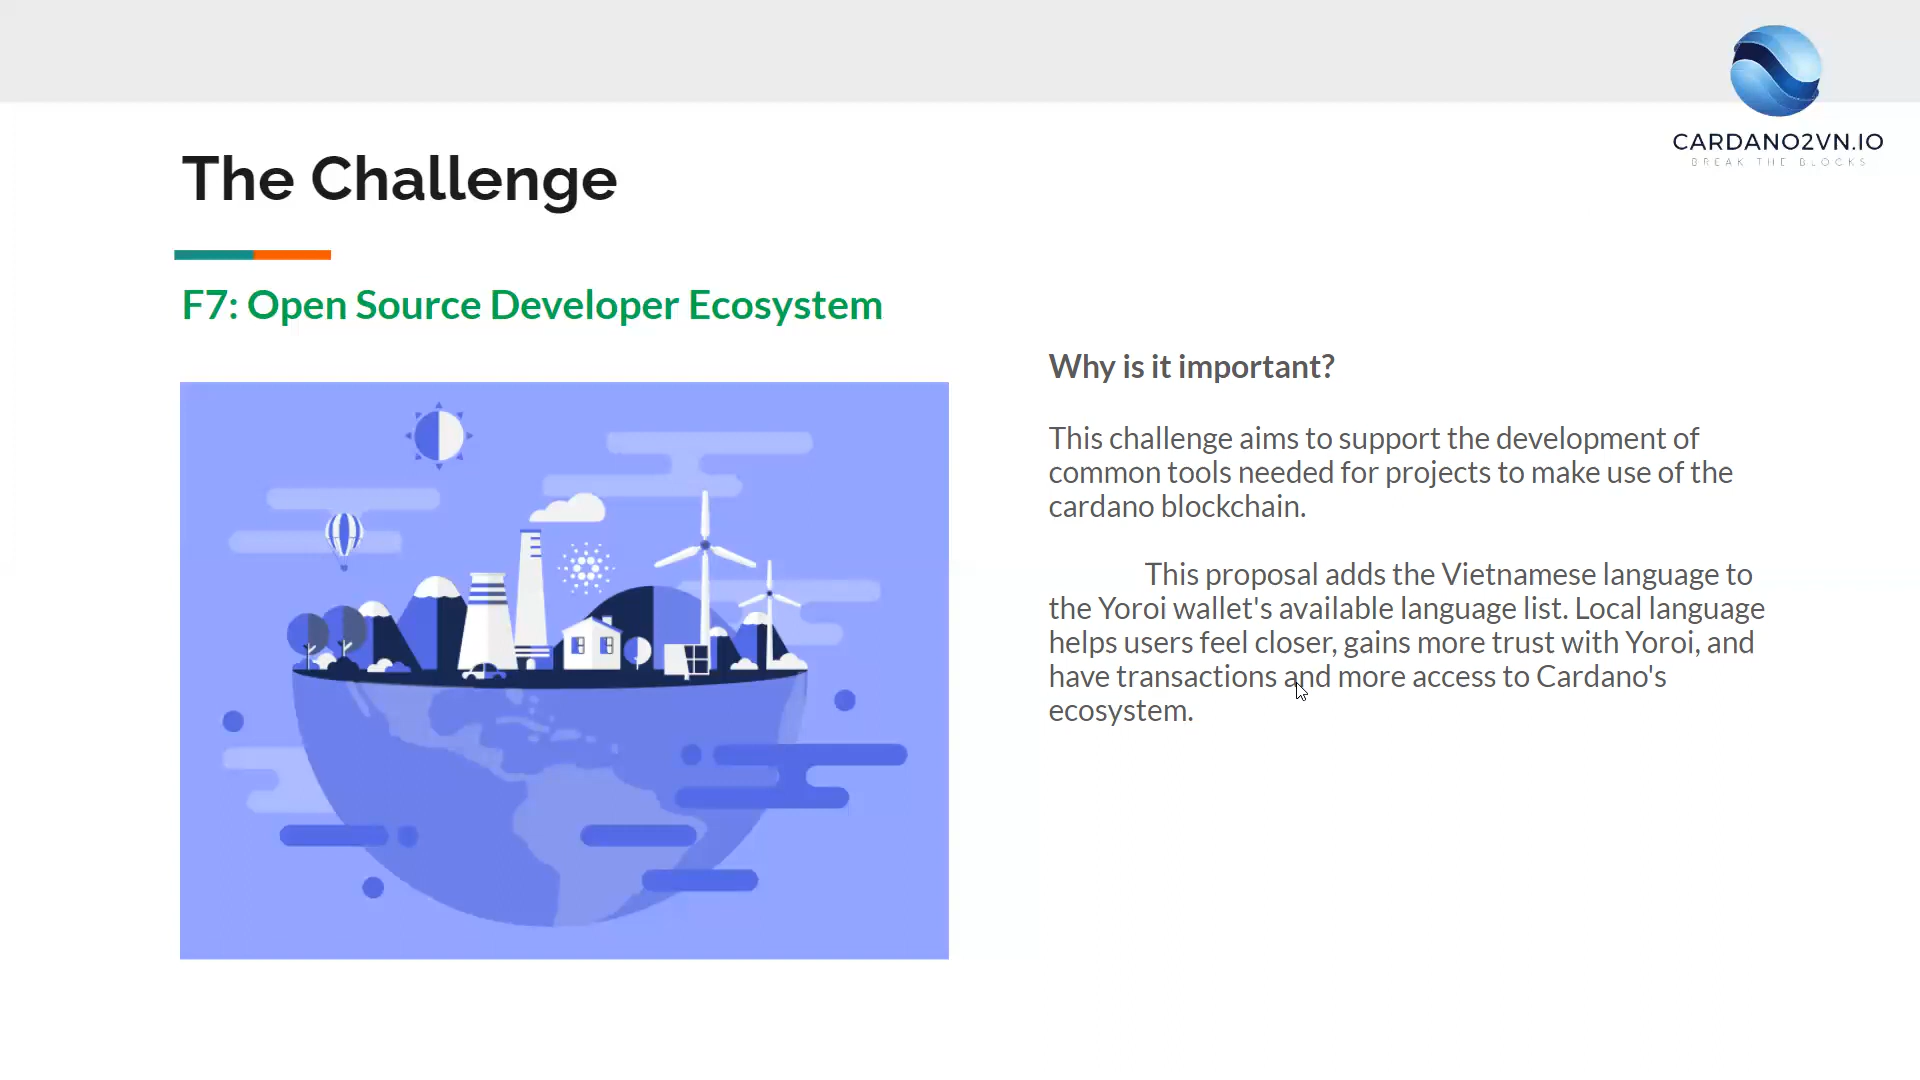 CARDANO2VN.IO
BREAK THE BLOCKS
The Challenge
F7: Open Source Developer Ecosystem
Why is it important?
This challenge aims to support the development of
common tools needed for projects to make use of the
cardano blockchain.
This proposal adds the Vietnamese language to
the Yoroi wallet's available language list. Local language
helps users feel closer, gains more trust with Yoroi, and
have transactions and more access to Cardano's
ecosystem.